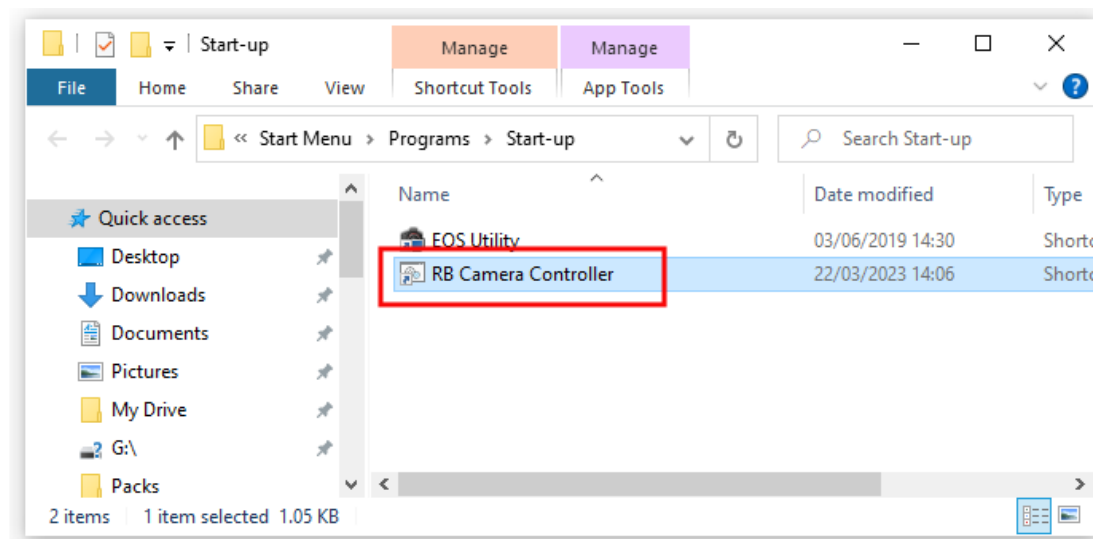 Start-up
Manage
Manage
File
Home
Share
View
Shortcut Tools
App Tools
?
« Start Menu > Programs > Start-up
Search Start-up
Name
Date modified
Type
Quick access
Desktop
Downloads
Documents
Pictures
My Drive
G:\
Packs
EOS Utility
03/06/2019 14:30
Shortc
RB Camera Controller
22/03/2023 14:06
Shortc
2 items
1 item selected 1.05 KB